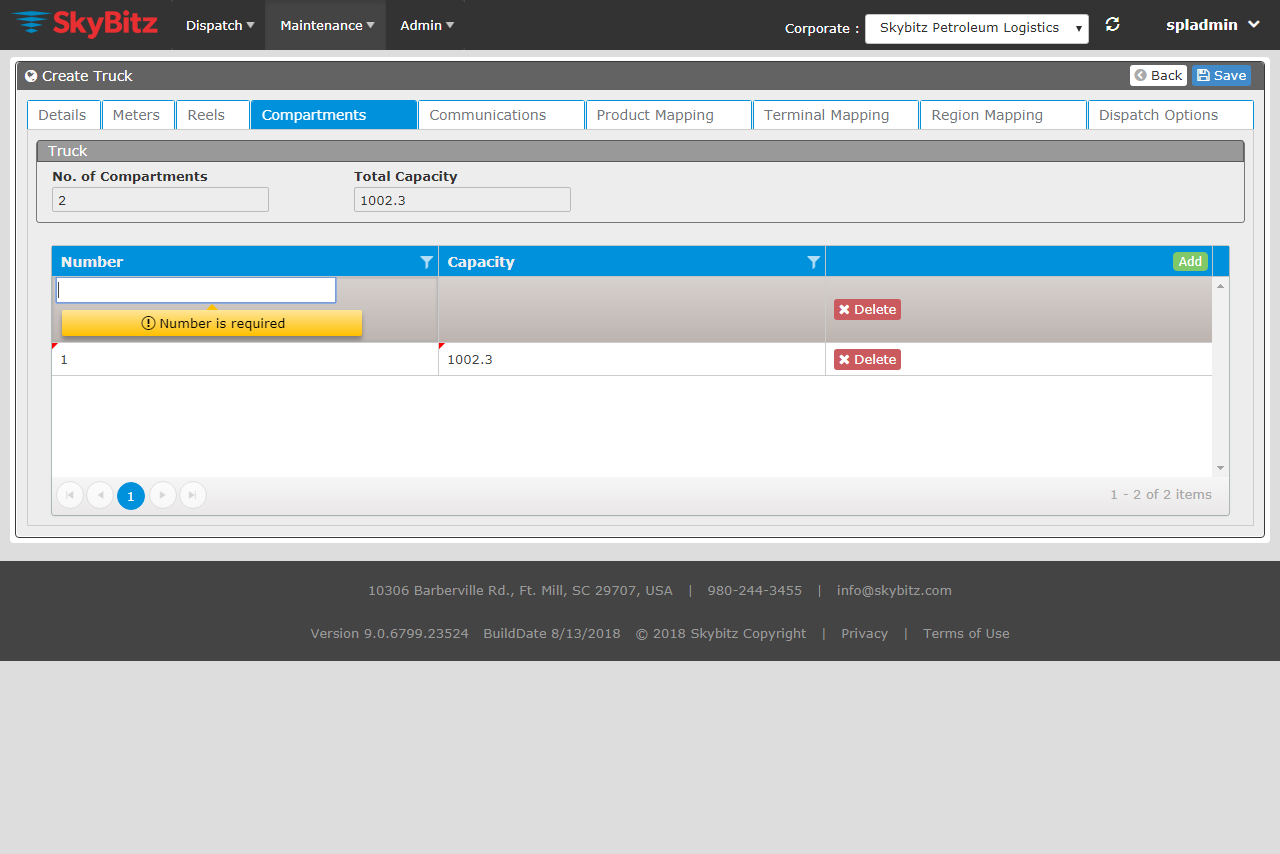 SkyBitz Dispatch Maintenance Admin Corporate : Skybitz Petroleum Logistics spladmin
Create Truck Back Save
Details Meters Reels Compartments Communications Product Mapping Terminal Mapping Region Mapping Dispatch Options
Truck
No. of Compartments Total Capacity
2 1002.3
Number Capacity Add
Delete
Number is required
1 1002.3 Delete
1 1 - 2 of 2 items
10306 Barberville Rd., Ft. Mill, SC 29707, USA | 980-244-3455 | info@skybitz.com
Version 9.0.6799.23524 BuildDate 8/13/2018 © 2018 Skybitz Copyright | Privacy | Terms of Use